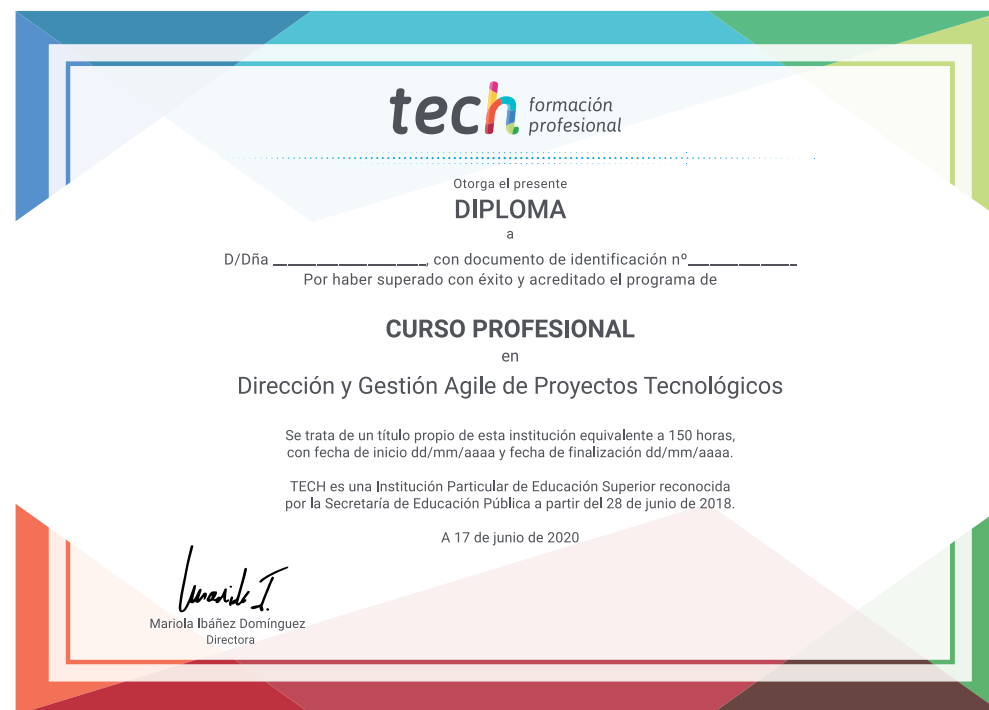 tech formación
profesional
Otorga el presente
DIPLOMA
a
D/Dña ____________________, con documento de identificación nº______________
Por haber superado con éxito y acreditado el programa de
CURSO PROFESIONAL
en
Dirección y Gestión Agile de Proyectos Tecnológicos
Se trata de un título propio de esta institución equivalente a 150 horas,
con fecha de inicio dd/mm/aaaa y fecha de finalización dd/mm/aaaa.
TECH es una Institución Particular de Educación Superior reconocida
por la Secretaría de Educación Pública a partir del 28 de junio de 2018.
A 17 de junio de 2020
Mariola Ibáñez Domínguez
Directora